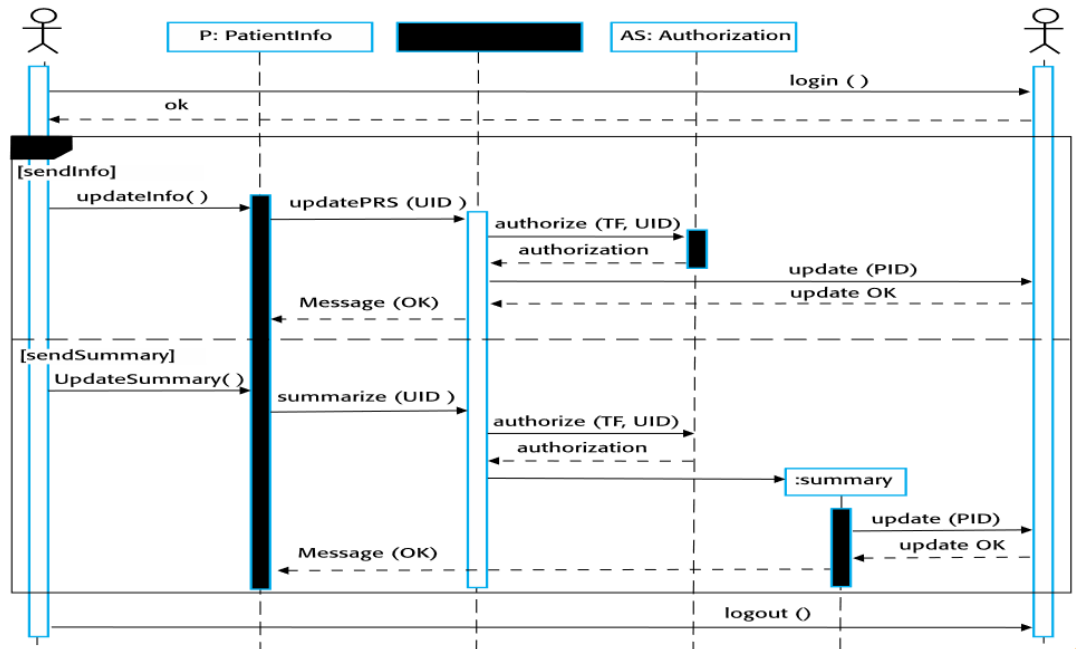 P: PatientInfo
AS: Authorization
login ( )
ok
[sendInfo]
updateInfo( )
updatePRS (UID )
authorize (TF, UID)
authorization
update (PID)
update OK
Message (OK)
[sendSummary]
UpdateSummary( )
summarize (UID )
authorize (TF, UID)
authorization
:summary
update (PID)
update OK
Message (OK)
logout ()